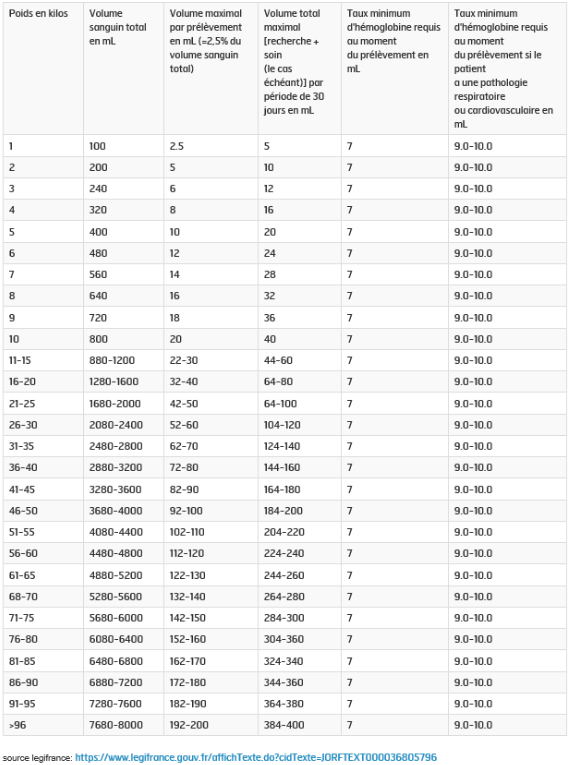 Poids en kilos | Volume sanguin total en mL | Volume maximal par prélèvement en mL (=2,5% du volume sanguin total) | Volume total maximal [recherche + soin (le cas échéant)] par période de 30 jours en mL | Taux minimum d'hémoglobine requis au moment du prélèvement en mL | Taux minimum d'hémoglobine requis au moment du prélèvement si le patient a une pathologie respiratoire ou cardiovasculaire en mL
1 | 100 | 2.5 | 5 | 7 | 9.0-10.0
2 | 200 | 5 | 10 | 7 | 9.0-10.0
3 | 240 | 6 | 12 | 7 | 9.0-10.0
4 | 320 | 8 | 16 | 7 | 9.0-10.0
5 | 400 | 10 | 20 | 7 | 9.0-10.0
6 | 480 | 12 | 24 | 7 | 9.0-10.0
7 | 560 | 14 | 28 | 7 | 9.0-10.0
8 | 640 | 16 | 32 | 7 | 9.0-10.0
9 | 720 | 18 | 36 | 7 | 9.0-10.0
10 | 800 | 20 | 40 | 7 | 9.0-10.0
11-15 | 880-1200 | 22-30 | 44-60 | 7 | 9.0-10.0
16-20 | 1280-1600 | 32-40 | 64-80 | 7 | 9.0-10.0
21-25 | 1680-2000 | 42-50 | 64-100 | 7 | 9.0-10.0
26-30 | 2080-2400 | 52-60 | 104-120 | 7 | 9.0-10.0
31-35 | 2480-2800 | 62-70 | 124-140 | 7 | 9.0-10.0
36-40 | 2880-3200 | 72-80 | 144-160 | 7 | 9.0-10.0
41-45 | 3280-3600 | 82-90 | 164-180 | 7 | 9.0-10.0
46-50 | 3680-4000 | 92-100 | 184-200 | 7 | 9.0-10.0
51-55 | 4080-4400 | 102-110 | 204-220 | 7 | 9.0-10.0
56-60 | 4480-4800 | 112-120 | 224-240 | 7 | 9.0-10.0
61-65 | 4880-5200 | 122-130 | 244-260 | 7 | 9.0-10.0
68-70 | 5280-5600 | 132-140 | 264-280 | 7 | 9.0-10.0
71-75 | 5680-6000 | 142-150 | 284-300 | 7 | 9.0-10.0
76-80 | 6080-6400 | 152-160 | 304-360 | 7 | 9.0-10.0
81-85 | 6480-6800 | 162-170 | 324-340 | 7 | 9.0-10.0
86-90 | 6880-7200 | 172-180 | 344-360 | 7 | 9.0-10.0
91-95 | 7280-7600 | 182-190 | 364-380 | 7 | 9.0-10.0
>96 | 7680-8000 | 192-200 | 384-400 | 7 | 9.0-10.0
source legifrance: https://www.legifrance.gouv.fr/affichTexte.do?cidTexte=JORFTEXT000036805796